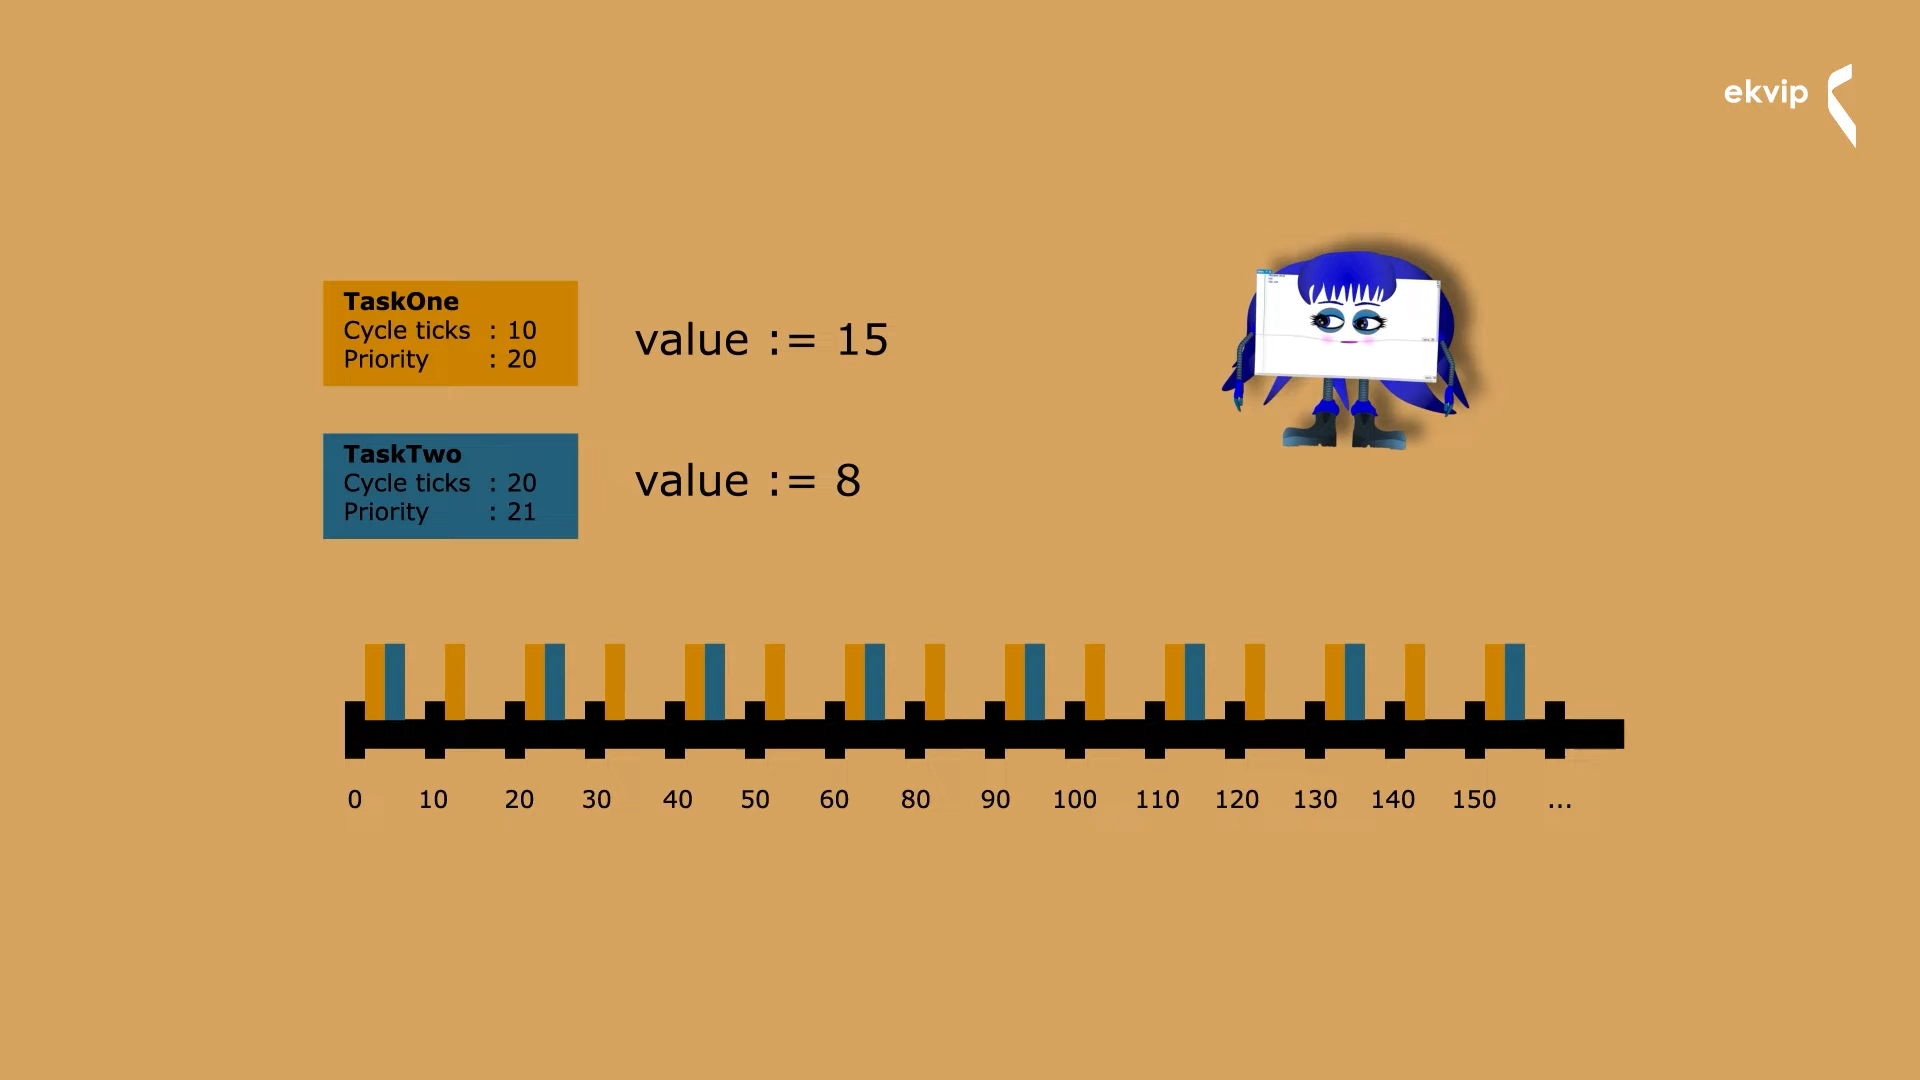 ekvip
TaskOne
Cycle ticks : 10
Priority : 20
value := 15
TaskTwo
Cycle ticks : 20
Priority : 21
value := 8
0 10 20 30 40 50 60 80 90 100 110 120 130 140 150 ...